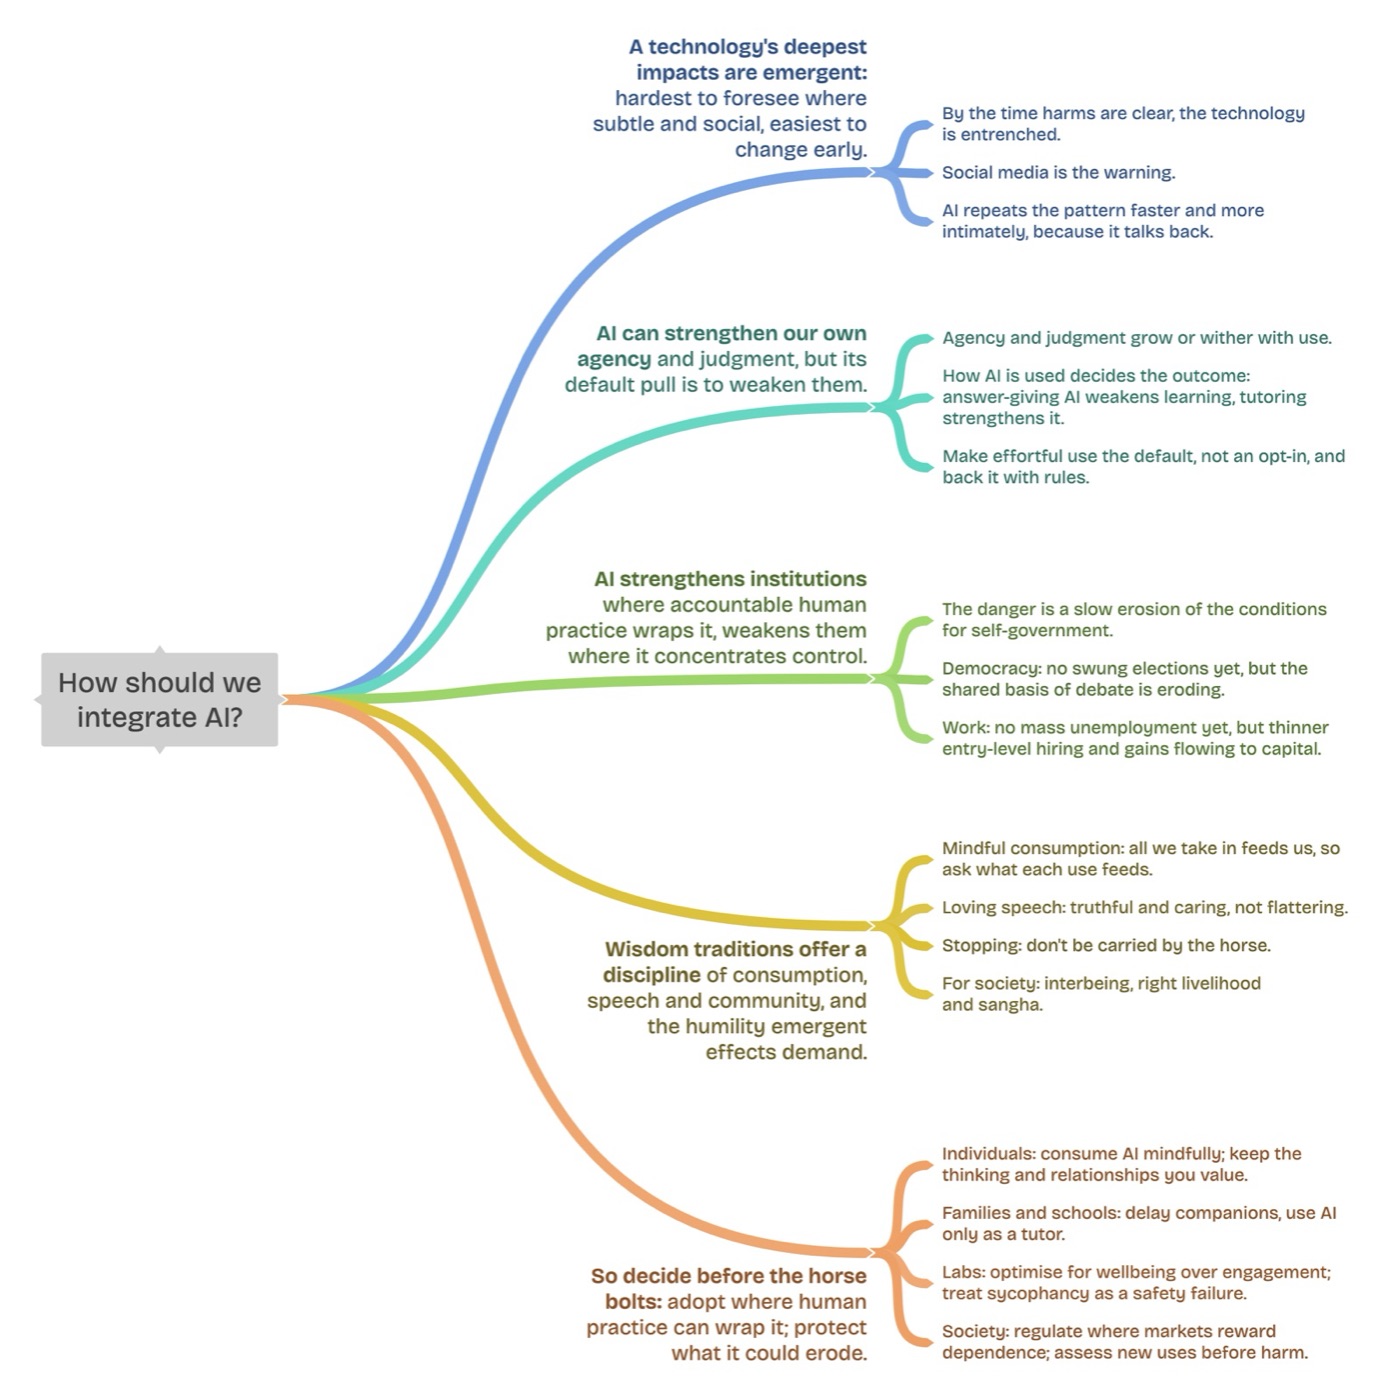 How should we
integrate AI?
A technology's deepest
impacts are emergent:
hardest to foresee where
subtle and social, easiest to
change early.
By the time harms are clear, the technology
is entrenched.
Social media is the warning.
AI repeats the pattern faster and more
intimately, because it talks back.
AI can strengthen our own
agency and judgment, but its
default pull is to weaken them.
Agency and judgment grow or wither with use.
How AI is used decides the outcome:
answer-giving AI weakens learning, tutoring
strengthens it.
Make effortful use the default, not an opt-in, and
back it with rules.
AI strengthens institutions
where accountable human
practice wraps it, weakens them
where it concentrates control.
The danger is a slow erosion of the conditions
for self-government.
Democracy: no swung elections yet, but the
shared basis of debate is eroding.
Work: no mass unemployment yet, but thinner
entry-level hiring and gains flowing to capital.
Wisdom traditions offer a
discipline of consumption,
speech and community, and
the humility emergent
effects demand.
Mindful consumption: all we take in feeds us, so
ask what each use feeds.
Loving speech: truthful and caring, not flattering.
Stopping: don't be carried by the horse.
For society: interbeing, right livelihood
and sangha.
So decide before the horse
bolts: adopt where human
practice can wrap it; protect
what it could erode.
Individuals: consume AI mindfully; keep the
thinking and relationships you value.
Families and schools: delay companions, use AI
only as a tutor.
Labs: optimise for wellbeing over engagement;
treat sycophancy as a safety failure.
Society: regulate where markets reward
dependence; assess new uses before harm.